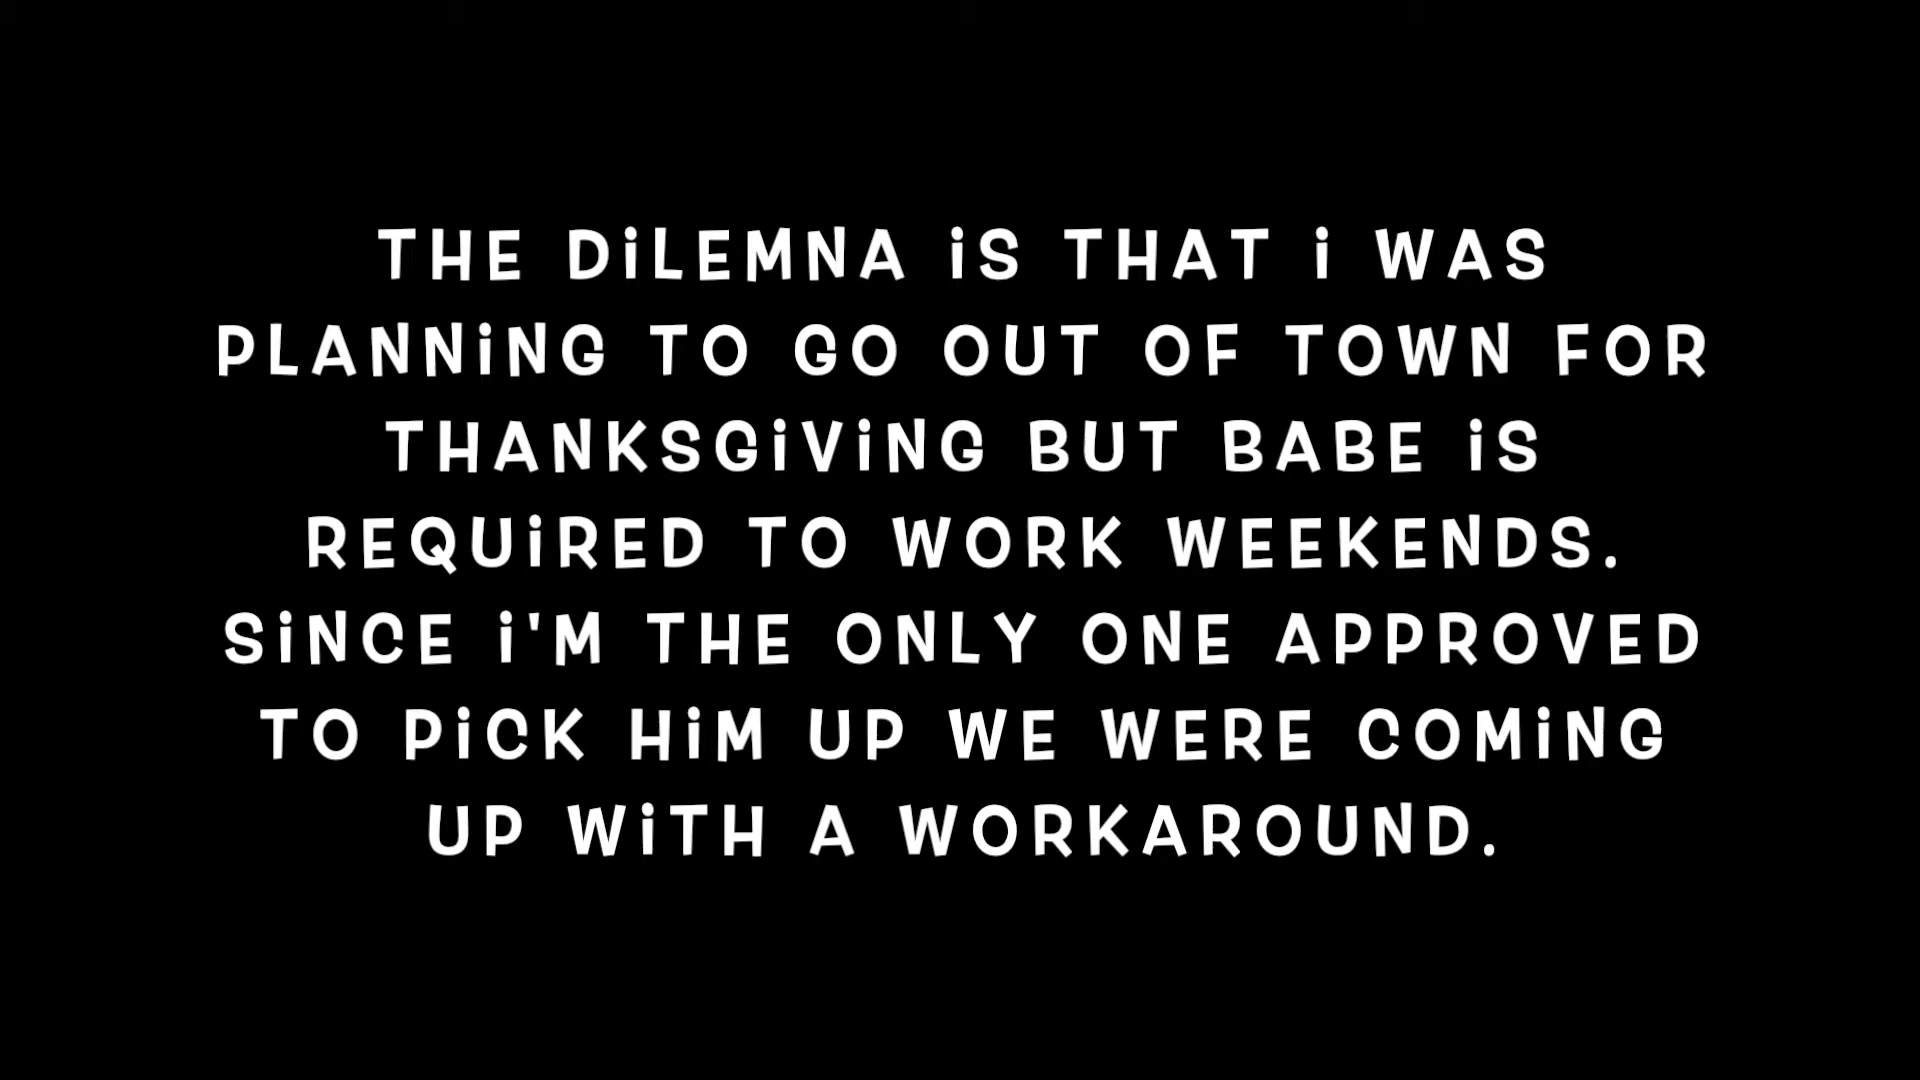 THE DiLEMNA iS THAT i WAS
PLANNiNG TO GO OUT OF TOWN FOR
THANKSGiViNG BUT BABE iS
REQUiRED TO WORK WEEKENDS.
SiNCE i'M THE ONLY ONE APPROVED
TO PiCK HiM UP WE WERE COMiNG
UP WiTH A WORKAROUND.